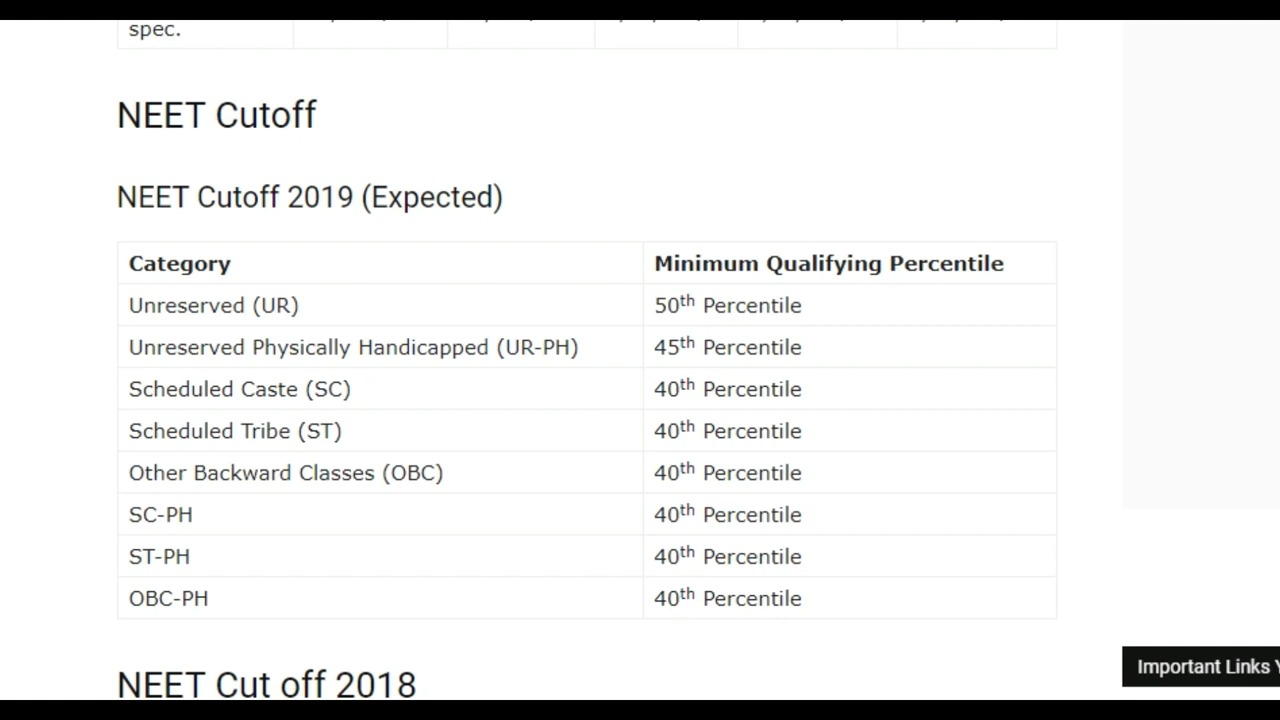 spec.
NEET Cutoff
NEET Cutoff 2019 (Expected)
Category Minimum Qualifying Percentile
Unreserved (UR) 50th Percentile
Unreserved Physically Handicapped (UR-PH) 45th Percentile
Scheduled Caste (SC) 40th Percentile
Scheduled Tribe (ST) 40th Percentile
Other Backward Classes (OBC) 40th Percentile
SC-PH 40th Percentile
ST-PH 40th Percentile
OBC-PH 40th Percentile
NEET Cut off 2018
Important Links